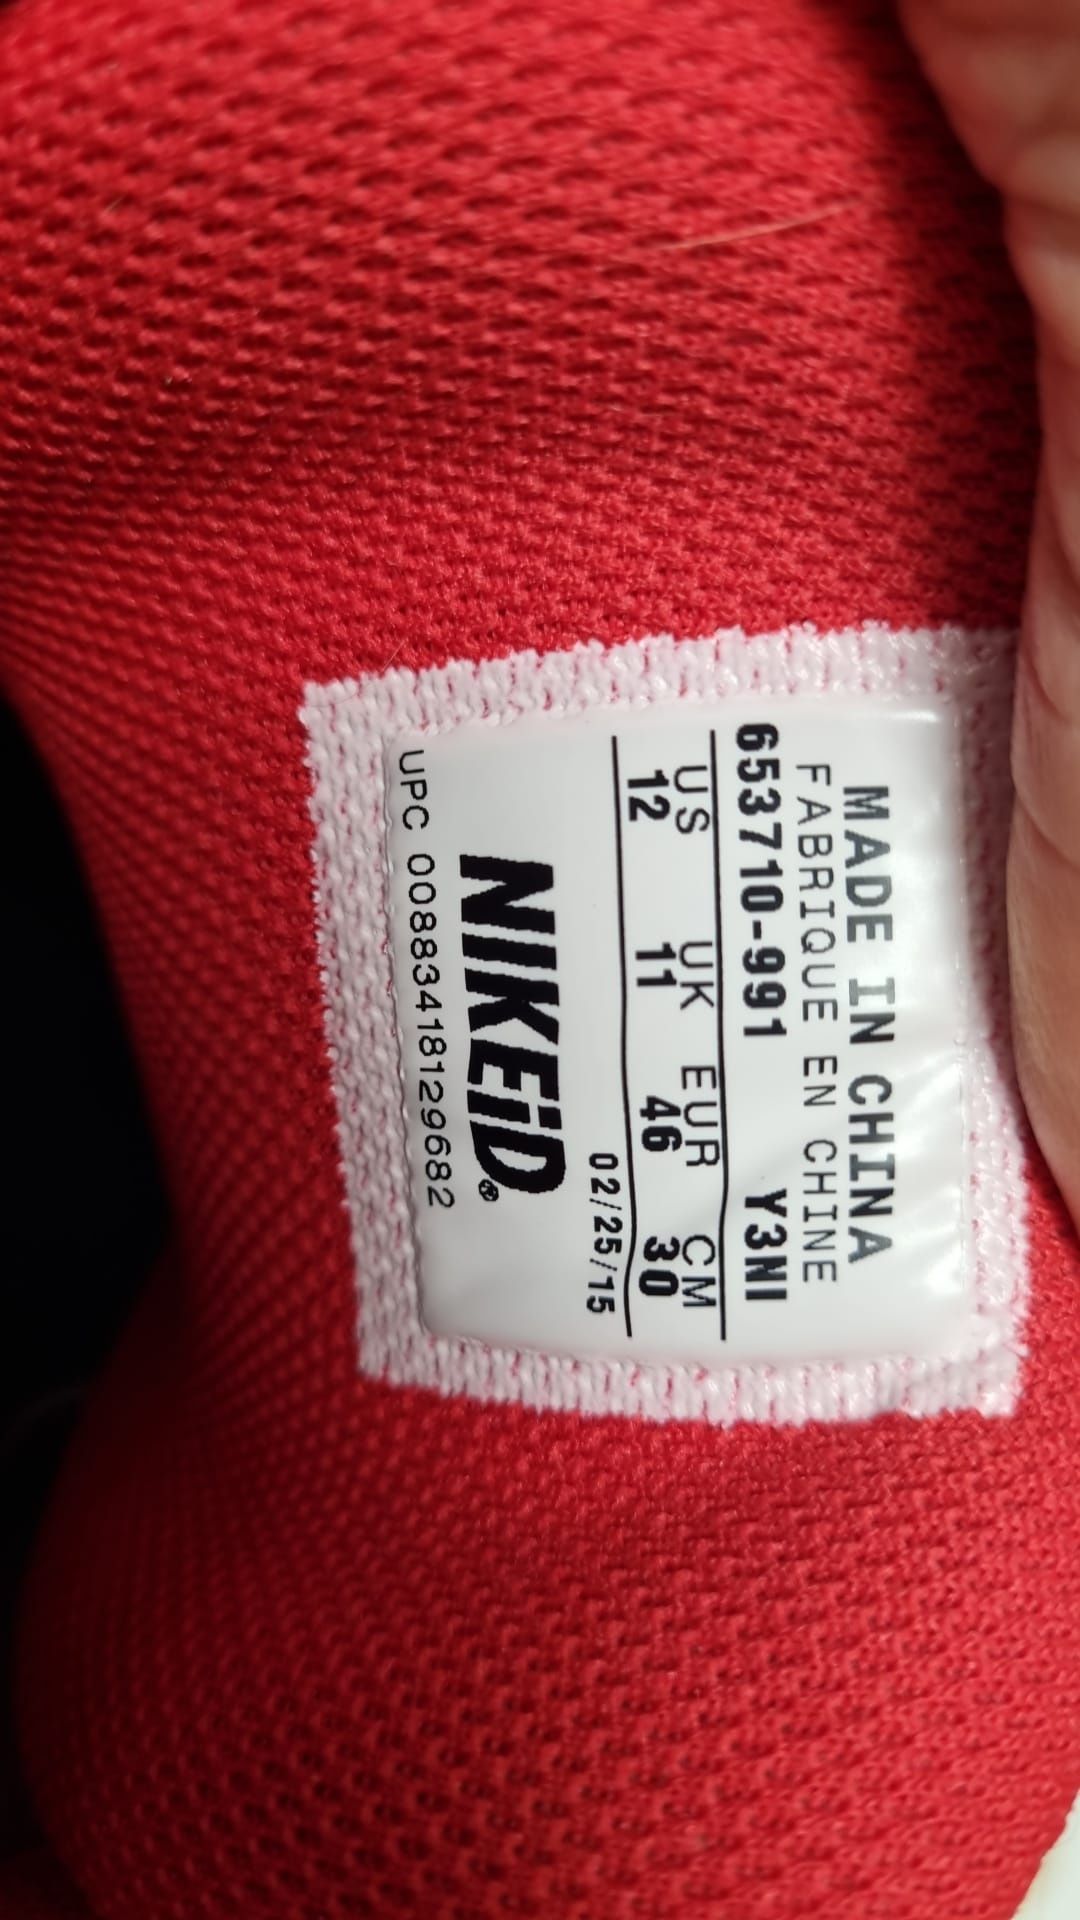 MADE IN CHINA
FABRIQUE EN CHINE
653710-991 Y3NI
US UK EUR CM
12 11 46 30
02/25/15
NIKEiD®
UPC 00883418129682